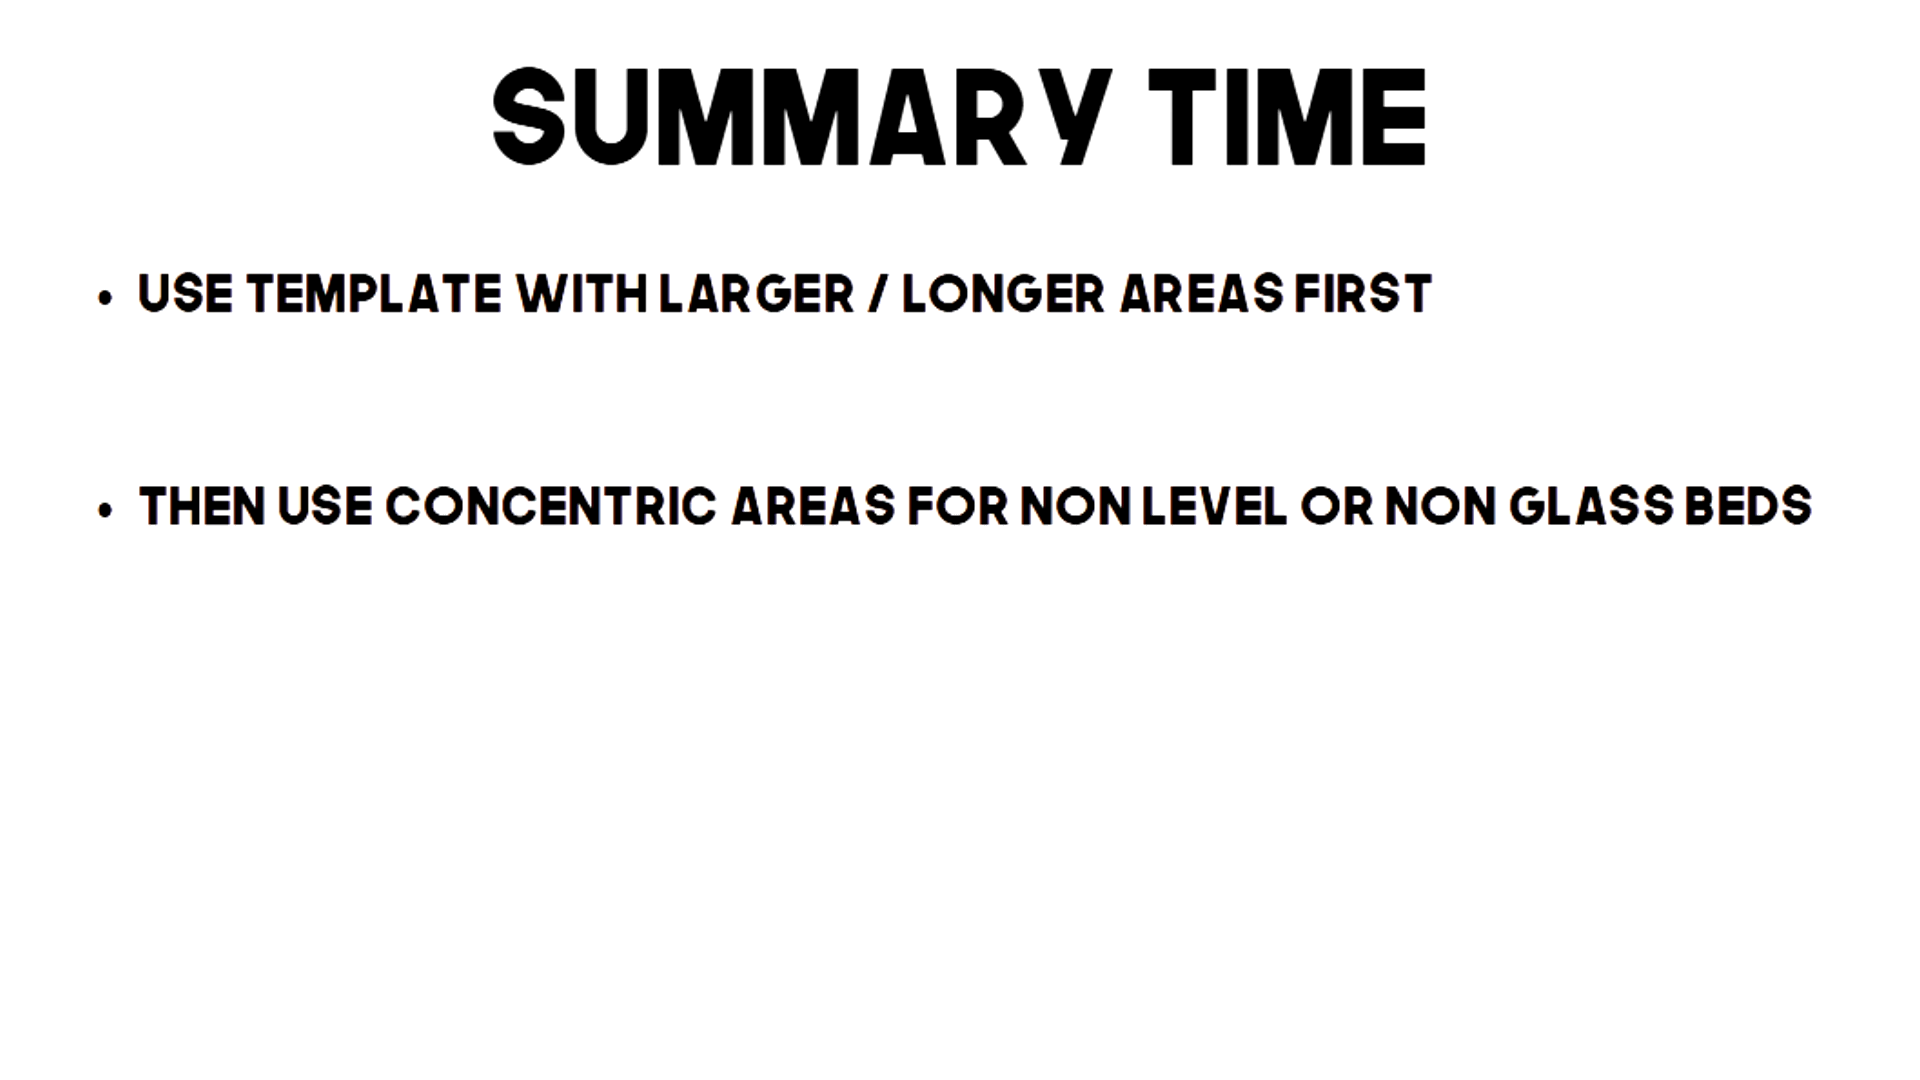 SUMMARY TIME
• USE TEMPLATE WITH LARGER / LONGER AREAS FIRST
• THEN USE CONCENTRIC AREAS FOR NON LEVEL OR NON GLASS BEDS